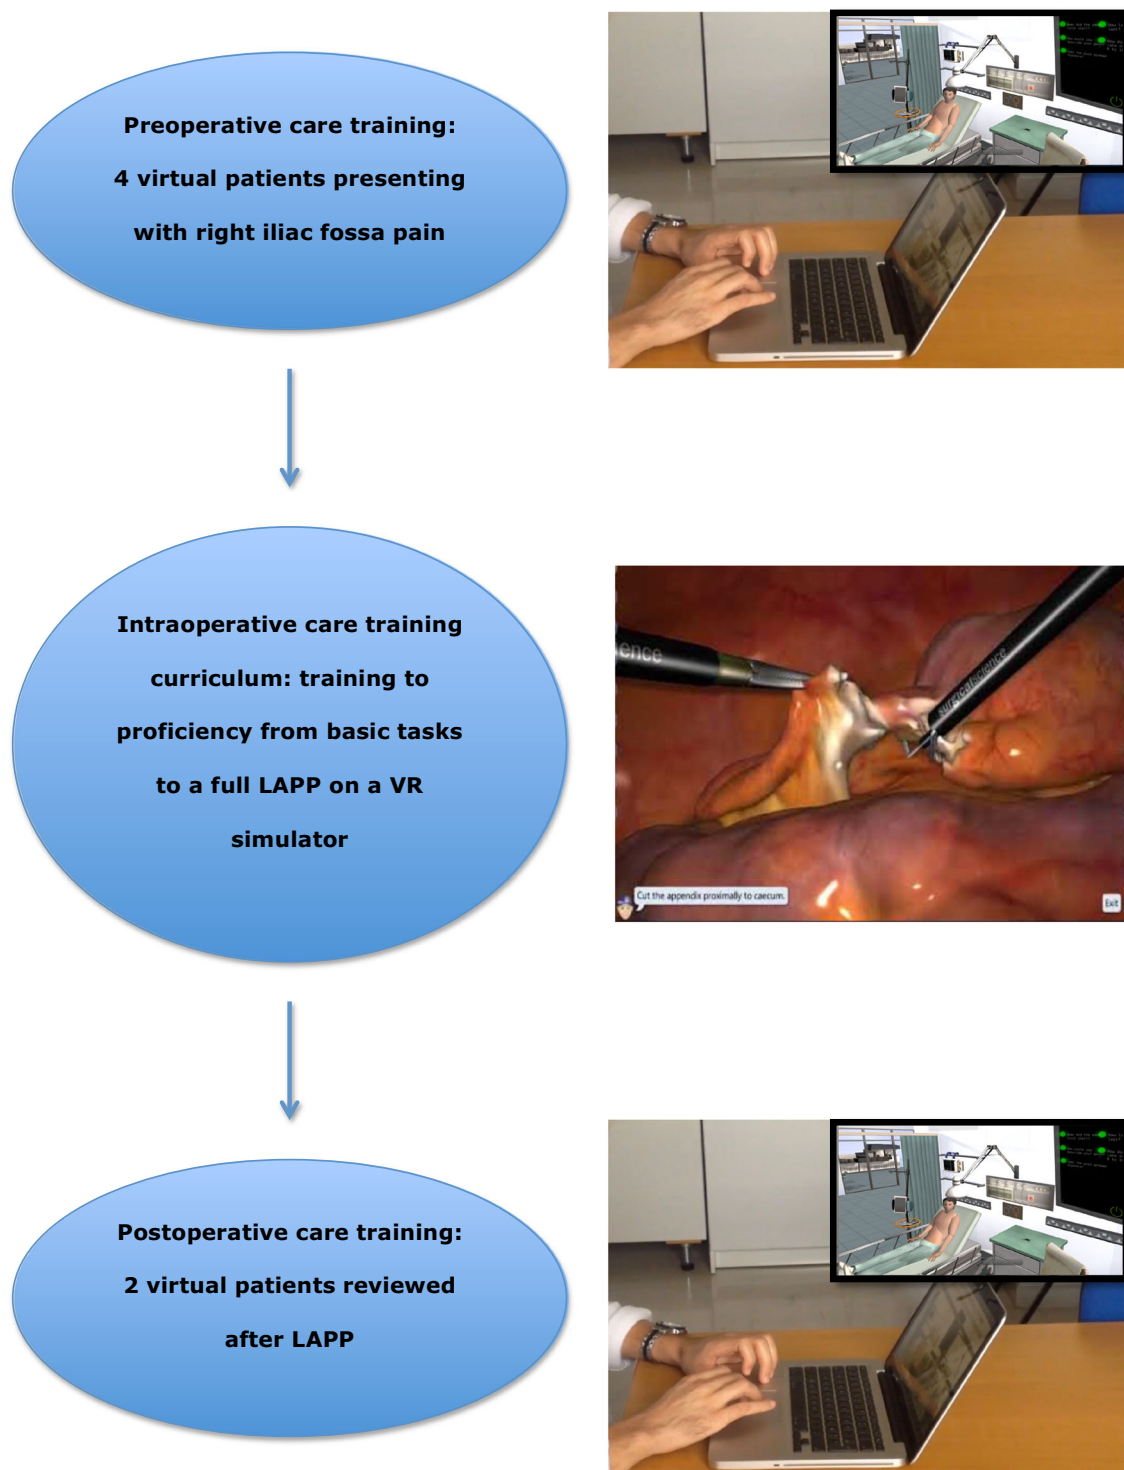 Preoperative care training:
4 virtual patients presenting
with right iliac fossa pain
Intraoperative care training
curriculum: training to
proficiency from basic tasks
to a full LAPP on a VR
simulator
ience
surgicalscience
Cut the appendix proximally to caecum.
Exit
Postoperative care training:
2 virtual patients reviewed
after LAPP